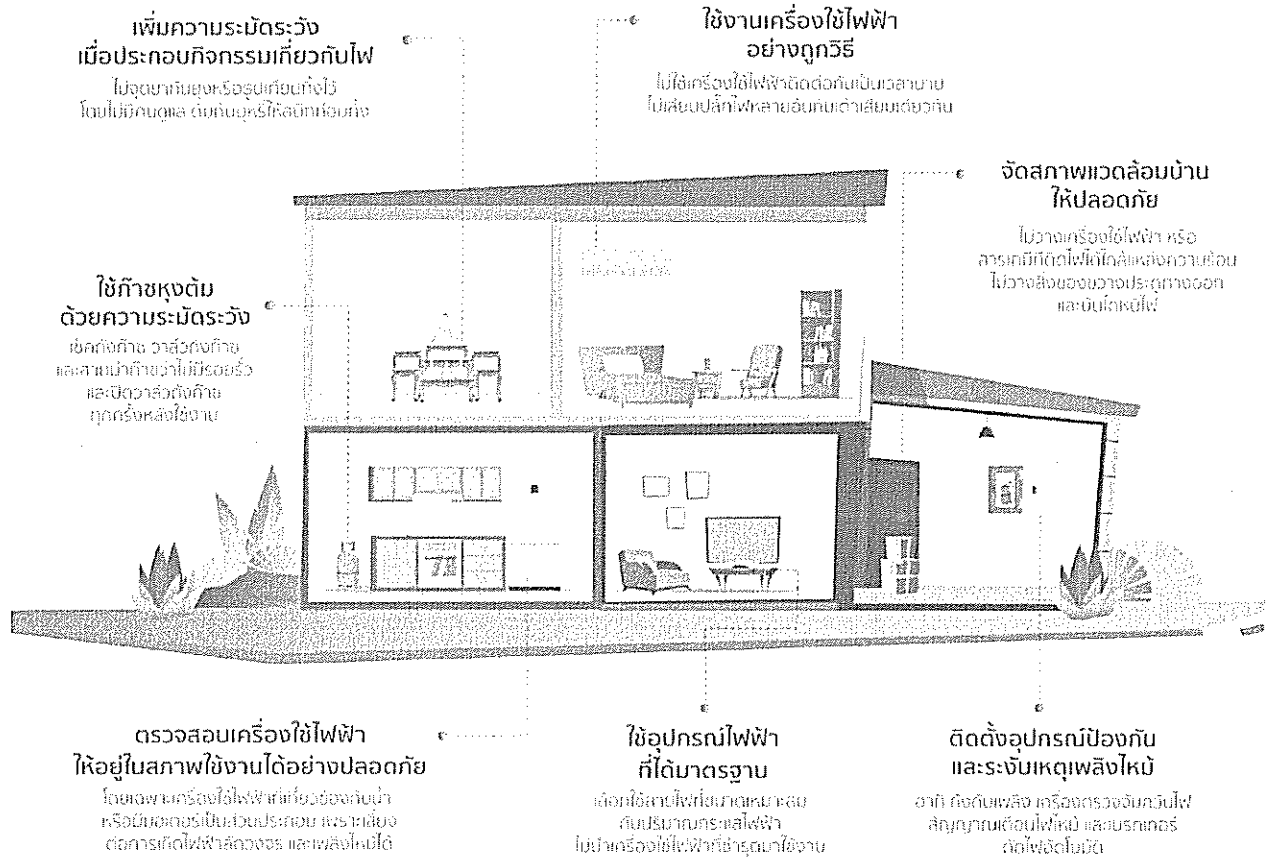 เพิ่มความระมัดระวัง
เมื่อประกอบกิจกรรมเกี่ยวกับไฟ
ไม่จุดยากันยุงหรือธูปเทียนทิ้งไว้
โดยไม่มีคนดูแล ดับก้นบุหรี่ให้สนิทก่อนทิ้ง
ใช้งานเครื่องใช้ไฟฟ้า
อย่างถูกวิธี
ไม่ใช้เครื่องใช้ไฟฟ้าติดต่อกันเป็นเวลานาน
ไม่เสียบปลั๊กไฟหลายอันกับเต้าเสียบเดียวกัน
จัดสภาพแวดล้อมบ้าน
ให้ปลอดภัย
ไม่วางเครื่องใช้ไฟฟ้า หรือ
สารเคมีที่ติดไฟได้ใกล้แหล่งความร้อน
ไม่วางสิ่งของขวางประตูทางออก
และบันไดหนีไฟ
ใช้ก๊าซหุงต้ม
ด้วยความระมัดระวัง
เช็คถังก๊าซ วาล์วถังก๊าซ
และสายนำก๊าซว่าไม่มีรอยรั่ว
และปิดวาล์วถังก๊าซ
ทุกครั้งหลังใช้งาน
ตรวจสอบเครื่องใช้ไฟฟ้า
ให้อยู่ในสภาพใช้งานได้อย่างปลอดภัย
โดยเฉพาะเครื่องใช้ไฟฟ้าที่เกี่ยวข้องกับน้ำ
หรือมีมอเตอร์เป็นส่วนประกอบ เพราะเสี่ยง
ต่อการเกิดไฟฟ้าลัดวงจร และเพลิงไหม้ได้
ใช้อุปกรณ์ไฟฟ้า
ที่ได้มาตรฐาน
เลือกใช้สายไฟที่ขนาดเหมาะสม
กับปริมาณกระแสไฟฟ้า
ไม่นำเครื่องใช้ไฟฟ้าที่ชำรุดมาใช้งาน
ติดตั้งอุปกรณ์ป้องกัน
และระงับเหตุเพลิงไหม้
อาทิ ถังดับเพลิง เครื่องตรวจจับควันไฟ
สัญญาณเตือนไฟไหม้ และเบรกเกอร์
ตัดไฟอัตโนมัติ